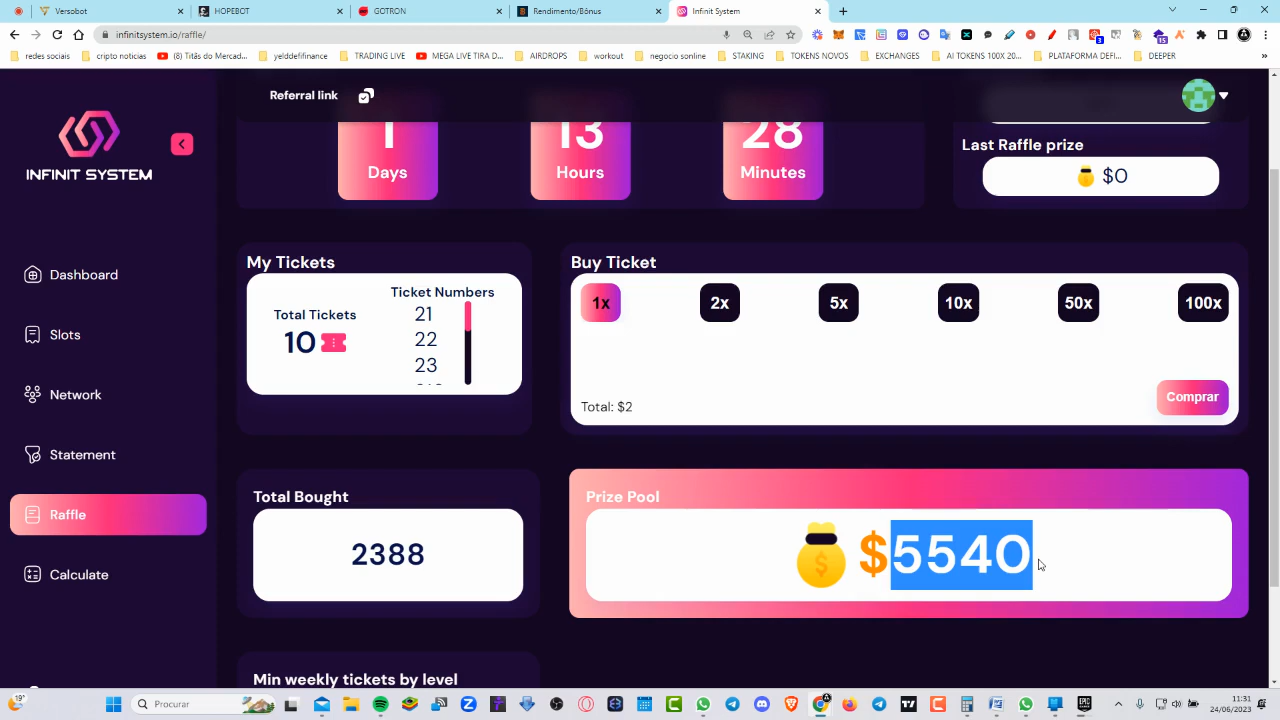 Versobot
HOPEBOT
GOTRON
Rendimento/Bônus
Infinit System
infinitsystem.io/raffle/
redes sociais
cripto noticias
(8) Titãs do Mercad...
yelddefinance
TRADING LIVE
MEGA LIVE TIRA D...
AIRDROPS
workout
negocio sonline
STAKING
TOKENS NOVOS
EXCHANGES
AI TOKENS 100X 20...
PLATAFORMA DEFI...
DEEPER
»
3
15
INFINIT SYSTEM
Referral link
1
Days
13
Hours
28
Minutes
Last Raffle prize
$0
Dashboard
Slots
Network
Statement
Raffle
Calculate
My Tickets
Total Tickets
10
Ticket Numbers
21
22
23
Buy Ticket
1x
2x
5x
10x
50x
100x
Total: $2
Comprar
Total Bought
2388
Prize Pool
$5540
Min weekly tickets by level
19°
Procurar
11:31
24/06/2023